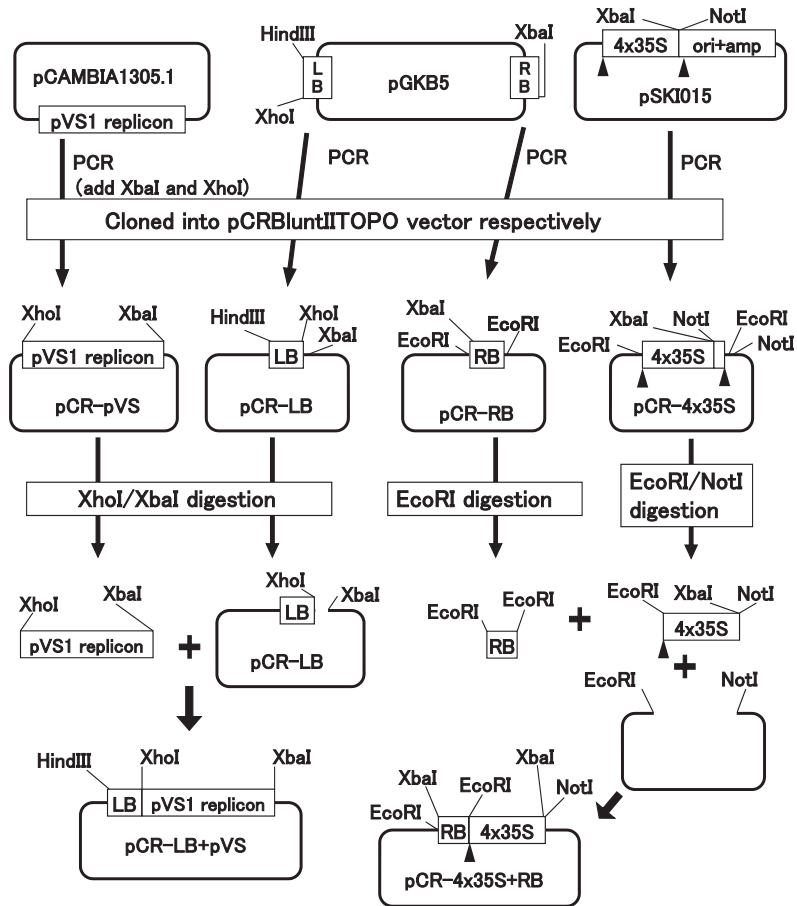 HindIII
XbaI
XbaI
NotI
pCAMBIA1305.1
pVS1 replicon
LB
XhoI
pGKB5
RB
4x35S
ori+amp
pSKI015
PCR
(add XbaI and XhoI)
PCR
PCR
PCR
Cloned into pCRBluntIITOPO vector respectively
XhoI
XbaI
pVS1 replicon
pCR-pVS
HindIII
XhoI
XbaI
LB
pCR-LB
XbaI
EcoRI
EcoRI
RB
pCR-RB
XbaI
NotI
EcoRI
EcoRI
NotI
4x35S
pCR-4x35S
XhoI/XbaI digestion
EcoRI digestion
EcoRI/NotI
digestion
XhoI
XbaI
pVS1 replicon
+
XhoI
XbaI
LB
pCR-LB
EcoRI
EcoRI
RB
+
EcoRI
XbaI
NotI
4x35S
+
EcoRI
NotI
HindIII
XhoI
XbaI
LB
pVS1 replicon
pCR-LB+pVS
XbaI
EcoRI
EcoRI
XbaI
NotI
RB
4x35S
pCR-4x35S+RB